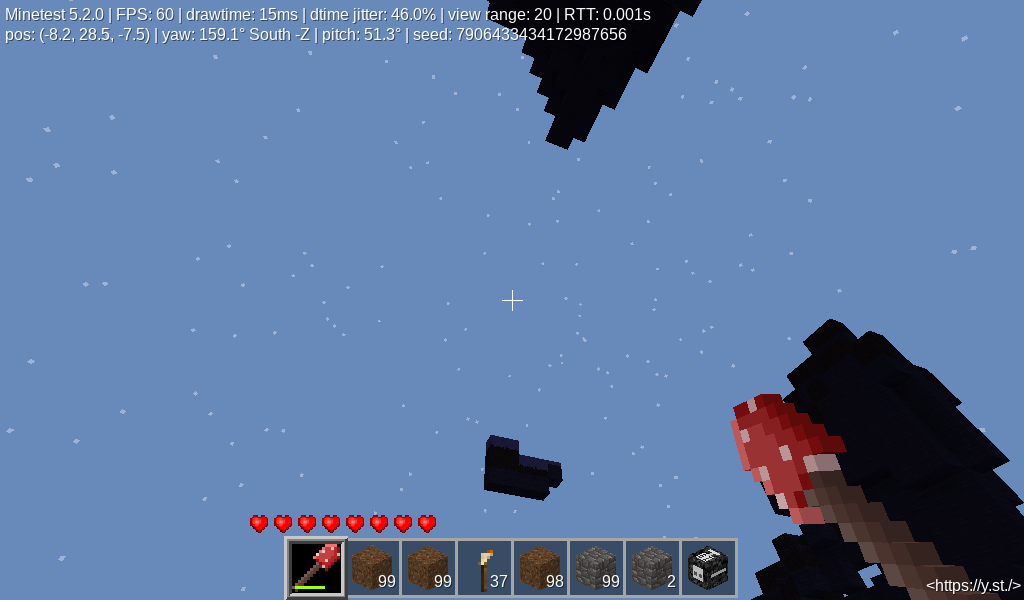 Minetest 5.2.0 | FPS: 60 | drawtime: 15ms | dtime jitter: 46.0% | view range: 20 | RTT: 0.001s
pos: (-8.2, 28.5, -7.5) | yaw: 159.1° South -Z | pitch: 51.3° | seed: 7906433434172987656
99 99 37 98 99 2
<https://y.st./>